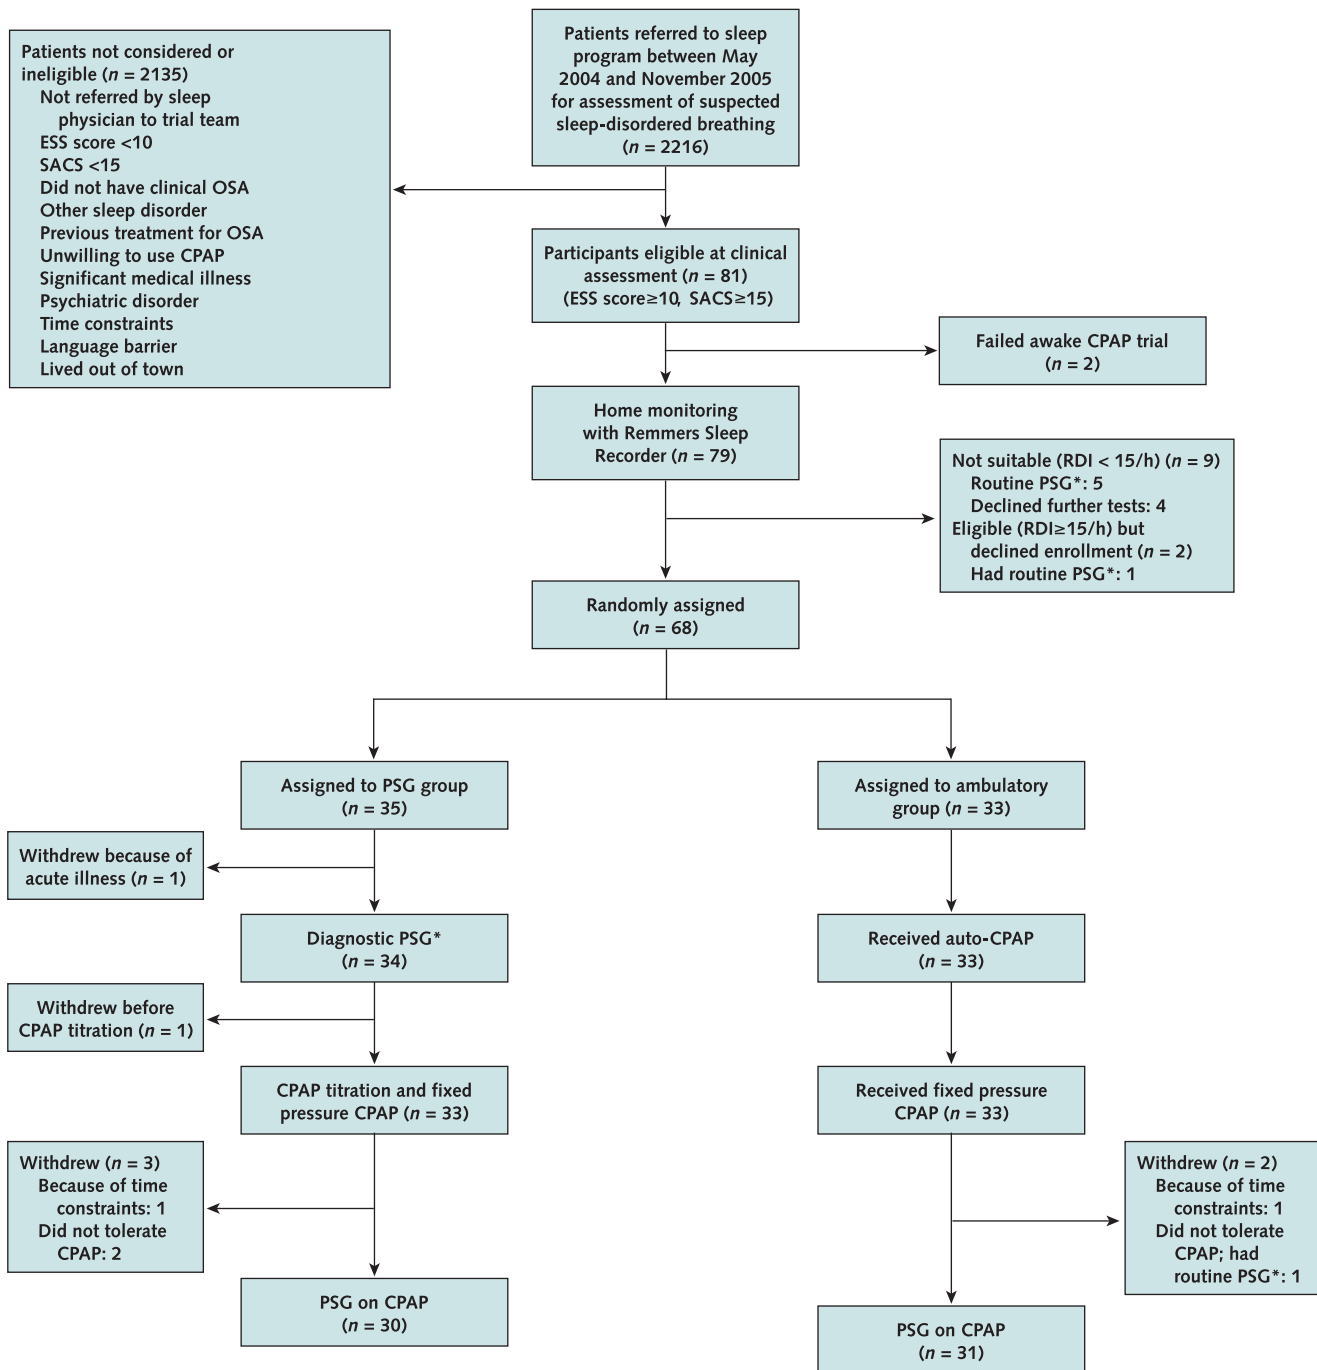 Patients referred to sleep
program between May
2004 and November 2005
for assessment of suspected
sleep-disordered breathing
(n = 2216)
Patients not considered or
ineligible (n = 2135)
Not referred by sleep
physician to trial team
ESS score <10
SACS <15
Did not have clinical OSA
Other sleep disorder
Previous treatment for OSA
Unwilling to use CPAP
Significant medical illness
Psychiatric disorder
Time constraints
Language barrier
Lived out of town
Participants eligible at clinical
assessment (n = 81)
(ESS score≥10, SACS≥15)
Failed awake CPAP trial
(n = 2)
Home monitoring
with Remmers Sleep
Recorder (n = 79)
Not suitable (RDI < 15/h) (n = 9)
Routine PSG*: 5
Declined further tests: 4
Eligible (RDI≥15/h) but
declined enrollment (n = 2)
Had routine PSG*: 1
Randomly assigned
(n = 68)
Assigned to PSG group
(n = 35)
Assigned to ambulatory
group (n = 33)
Withdrew because of
acute illness (n = 1)
Diagnostic PSG*
(n = 34)
Received auto-CPAP
(n = 33)
Withdrew before
CPAP titration (n = 1)
CPAP titration and fixed
pressure CPAP (n = 33)
Received fixed pressure
CPAP (n = 33)
Withdrew (n = 3)
Because of time
constraints: 1
Did not tolerate
CPAP: 2
Withdrew (n = 2)
Because of time
constraints: 1
Did not tolerate
CPAP; had
routine PSG*: 1
PSG on CPAP
(n = 30)
PSG on CPAP
(n = 31)